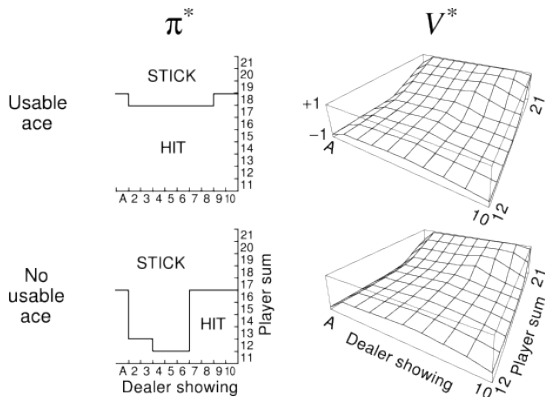 π* V*
Usable
ace
STICK
HIT
21
20
19
18
17
16
15
14
13
12
11
A 2 3 4 5 6 7 8 9 10
+1
−1
A
21
12
10
No
usable
ace
STICK
HIT
21
20
19
18
17
16
15
14
13
12
11
Player sum
A 2 3 4 5 6 7 8 9 10
Dealer showing
A
Dealer showing
10
12
Player sum
21